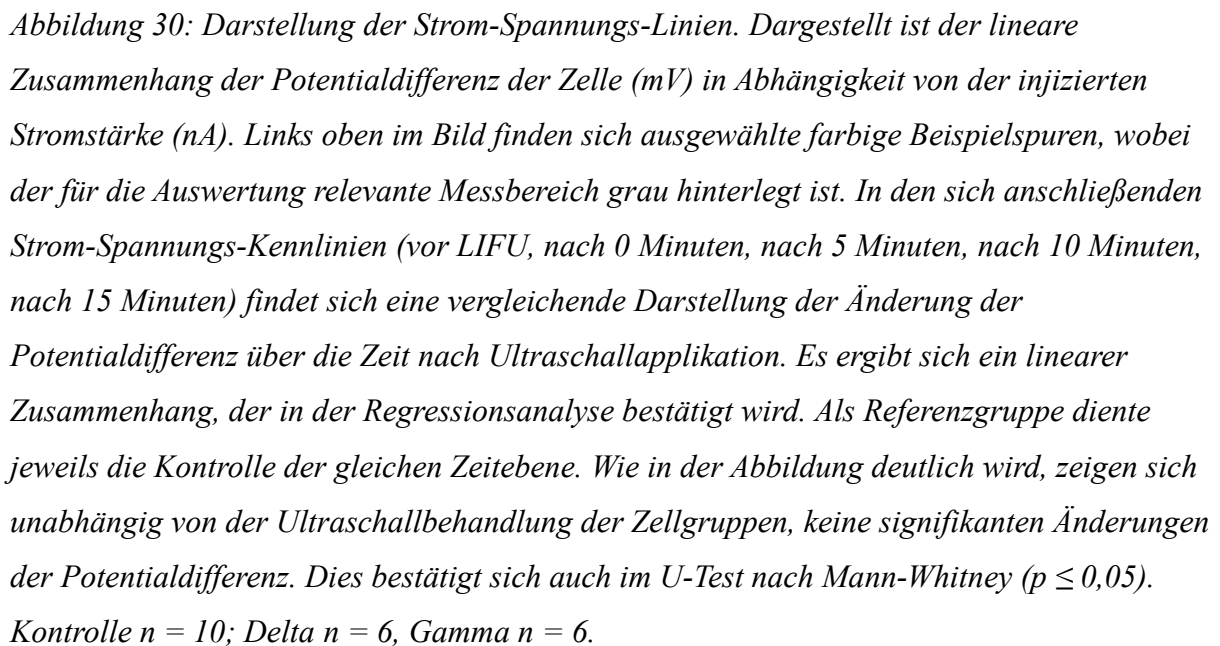 Abbildung 30: Darstellung der Strom-Spannungs-Linien. Dargestellt ist der lineare
Zusammenhang der Potentialdifferenz der Zelle (mV) in Abhängigkeit von der injizierten
Stromstärke (nA). Links oben im Bild finden sich ausgewählte farbige Beispielspuren, wobei
der für die Auswertung relevante Messbereich grau hinterlegt ist. In den sich anschließenden
Strom-Spannungs-Kennlinien (vor LIFU, nach 0 Minuten, nach 5 Minuten, nach 10 Minuten,
nach 15 Minuten) findet sich eine vergleichende Darstellung der Änderung der
Potentialdifferenz über die Zeit nach Ultraschallapplikation. Es ergibt sich ein linearer
Zusammenhang, der in der Regressionsanalyse bestätigt wird. Als Referenzgruppe diente
jeweils die Kontrolle der gleichen Zeitebene. Wie in der Abbildung deutlich wird, zeigen sich
unabhängig von der Ultraschallbehandlung der Zellgruppen, keine signifikanten Änderungen
der Potentialdifferenz. Dies bestätigt sich auch im U-Test nach Mann-Whitney (p ≤ 0,05).
Kontrolle n = 10; Delta n = 6, Gamma n = 6.